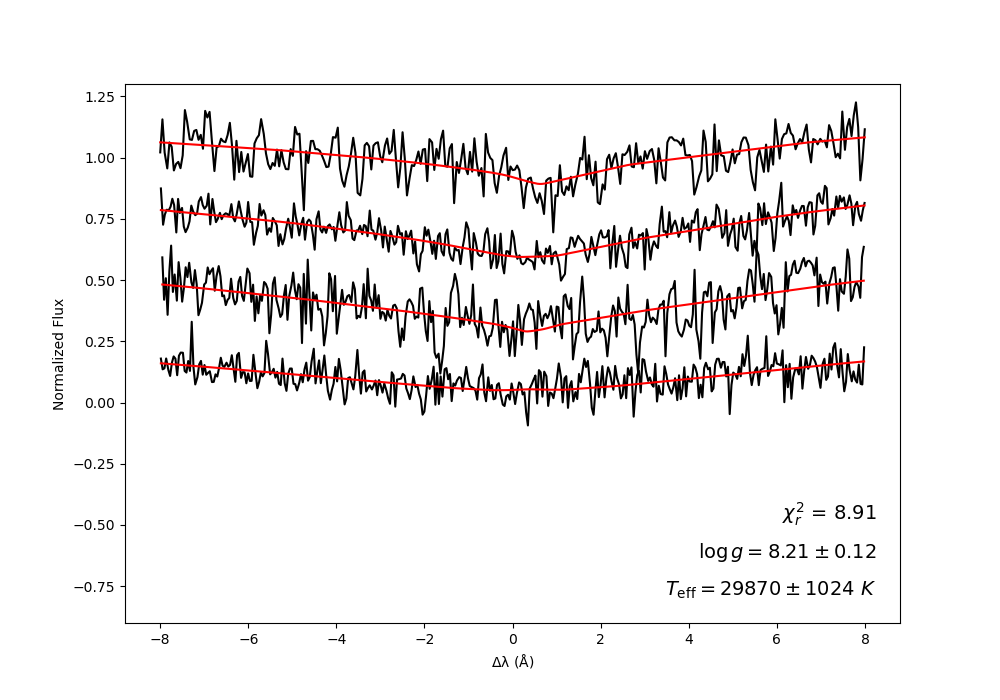 1.25
1.00
0.75
0.50
0.25
0.00
−0.25
−0.50
−0.75
Normalized Flux
χ²ᵣ = 8.91
log g = 8.21 ± 0.12
T_eff = 29870 ± 1024 K
−8 −6 −4 −2 0 2 4 6 8
Δλ (Å)